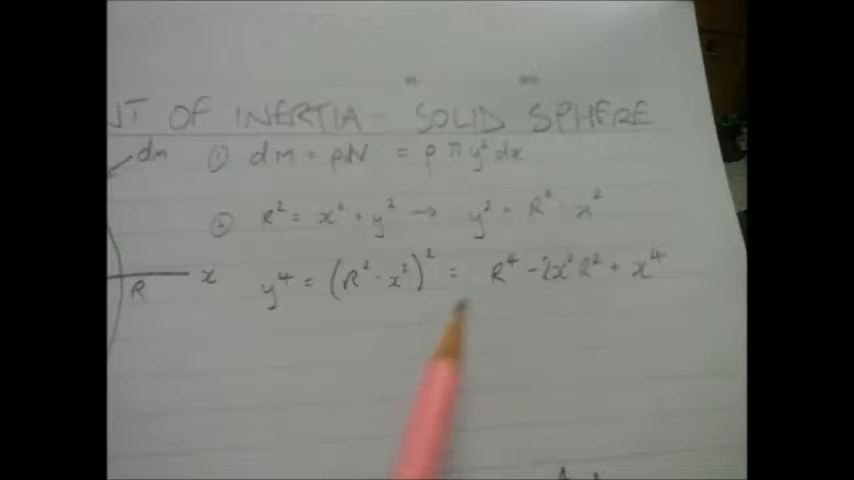 NT OF INERTIA - SOLID SPHERE
dm ① dm = ρdV = ρ π y² dx
② R² = x² + y² → y² = R² - x²
R x y⁴ = (R² - x²)² = R⁴ - 2x²R² + x⁴